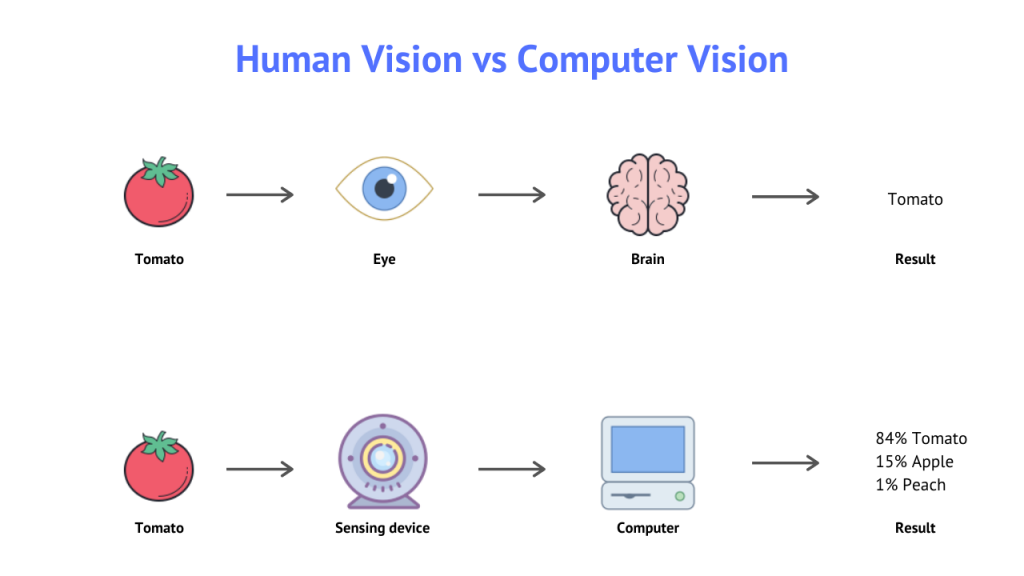 Human Vision vs Computer Vision
Tomato
Tomato
Eye
Brain
Result
84% Tomato
15% Apple
1% Peach
Tomato
Sensing device
Computer
Result